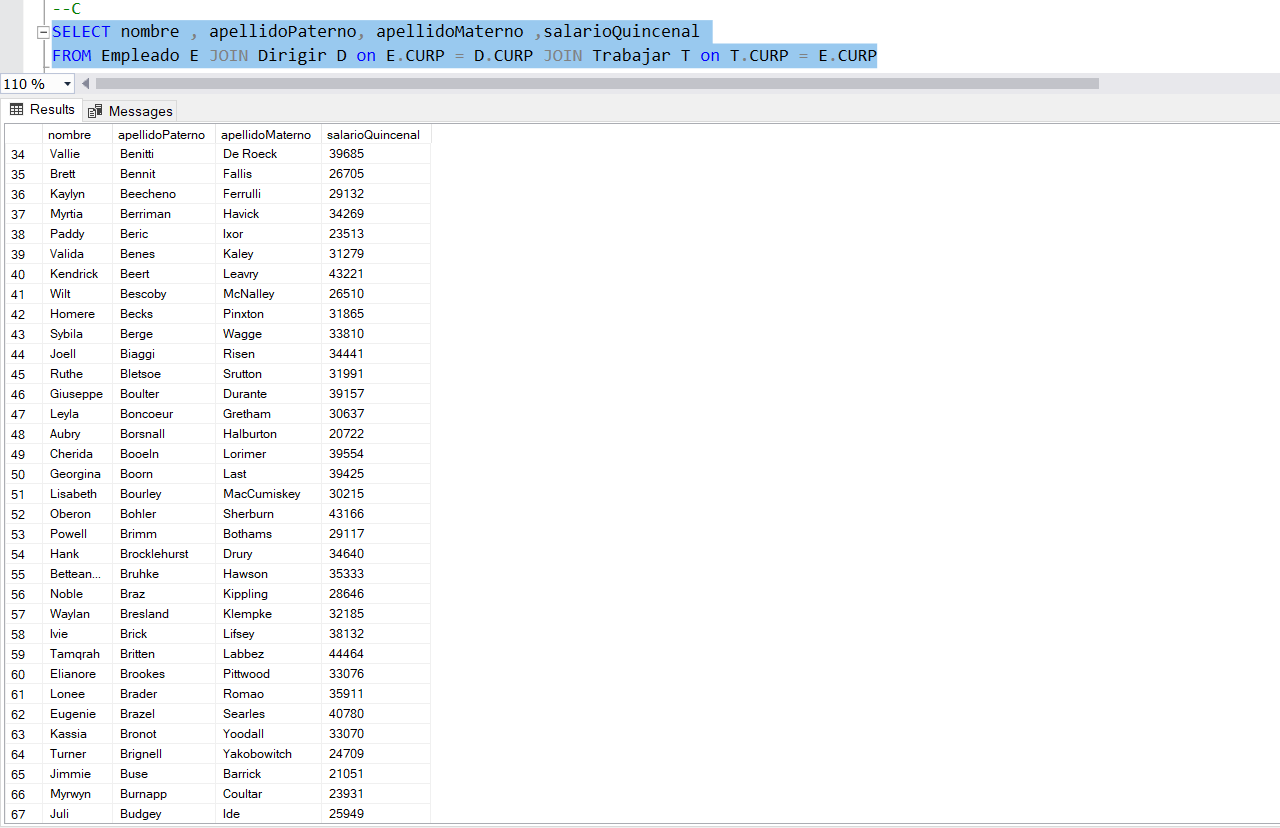 --C
SELECT nombre , apellidoPaterno, apellidoMaterno ,salarioQuincenal
FROM Empleado E JOIN Dirigir D on E.CURP = D.CURP JOIN Trabajar T on T.CURP = E.CURP
110 %
Results Messages
nombre apellidoPaterno apellidoMaterno salarioQuincenal
34 Vallie Benitti De Roeck 39685
35 Brett Bennit Fallis 26705
36 Kaylyn Beecheno Ferrulli 29132
37 Myrtia Berriman Havick 34269
38 Paddy Beric Ixor 23513
39 Valida Benes Kaley 31279
40 Kendrick Beert Leavry 43221
41 Wilt Bescoby McNalley 26510
42 Homere Becks Pinxton 31865
43 Sybila Berge Wagge 33810
44 Joell Biaggi Risen 34441
45 Ruthe Bletsoe Srutton 31991
46 Giuseppe Boulter Durante 39157
47 Leyla Boncoeur Gretham 30637
48 Aubry Borsnall Halburton 20722
49 Cherida Booeln Lorimer 39554
50 Georgina Boorn Last 39425
51 Lisabeth Bourley MacCumiskey 30215
52 Oberon Bohler Sherburn 43166
53 Powell Brimm Bothams 29117
54 Hank Brocklehurst Drury 34640
55 Bettean... Bruhke Hawson 35333
56 Noble Braz Kippling 28646
57 Waylan Bresland Klempke 32185
58 Ivie Brick Lifsey 38132
59 Tamqrah Britten Labbez 44464
60 Elianore Brookes Pittwood 33076
61 Lonee Brader Romao 35911
62 Eugenie Brazel Searles 40780
63 Kassia Bronot Yoodall 33070
64 Turner Brignell Yakobowitch 24709
65 Jimmie Buse Barrick 21051
66 Myrwyn Burnapp Coultar 23931
67 Juli Budgey Ide 25949